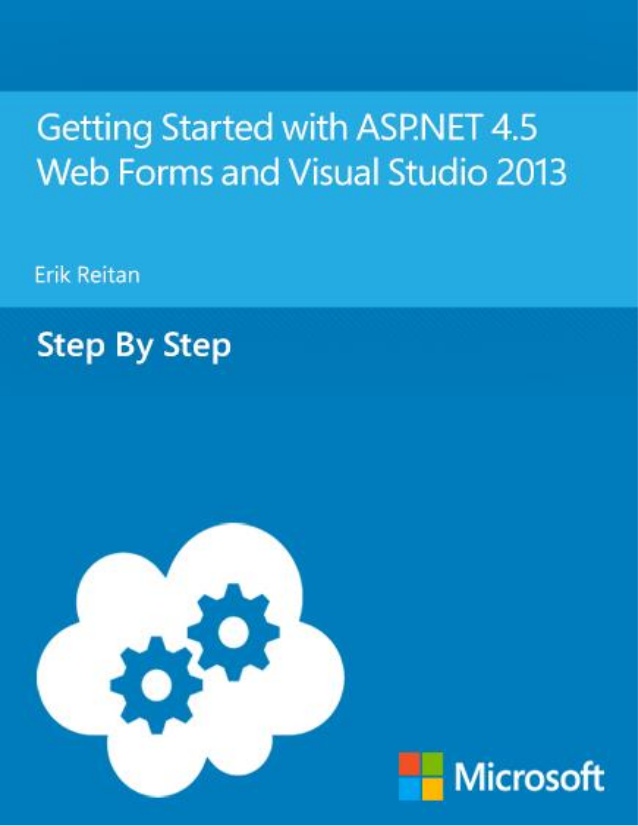 Getting Started with ASP.NET 4.5
Web Forms and Visual Studio 2013
Erik Reitan
Step By Step
Microsoft